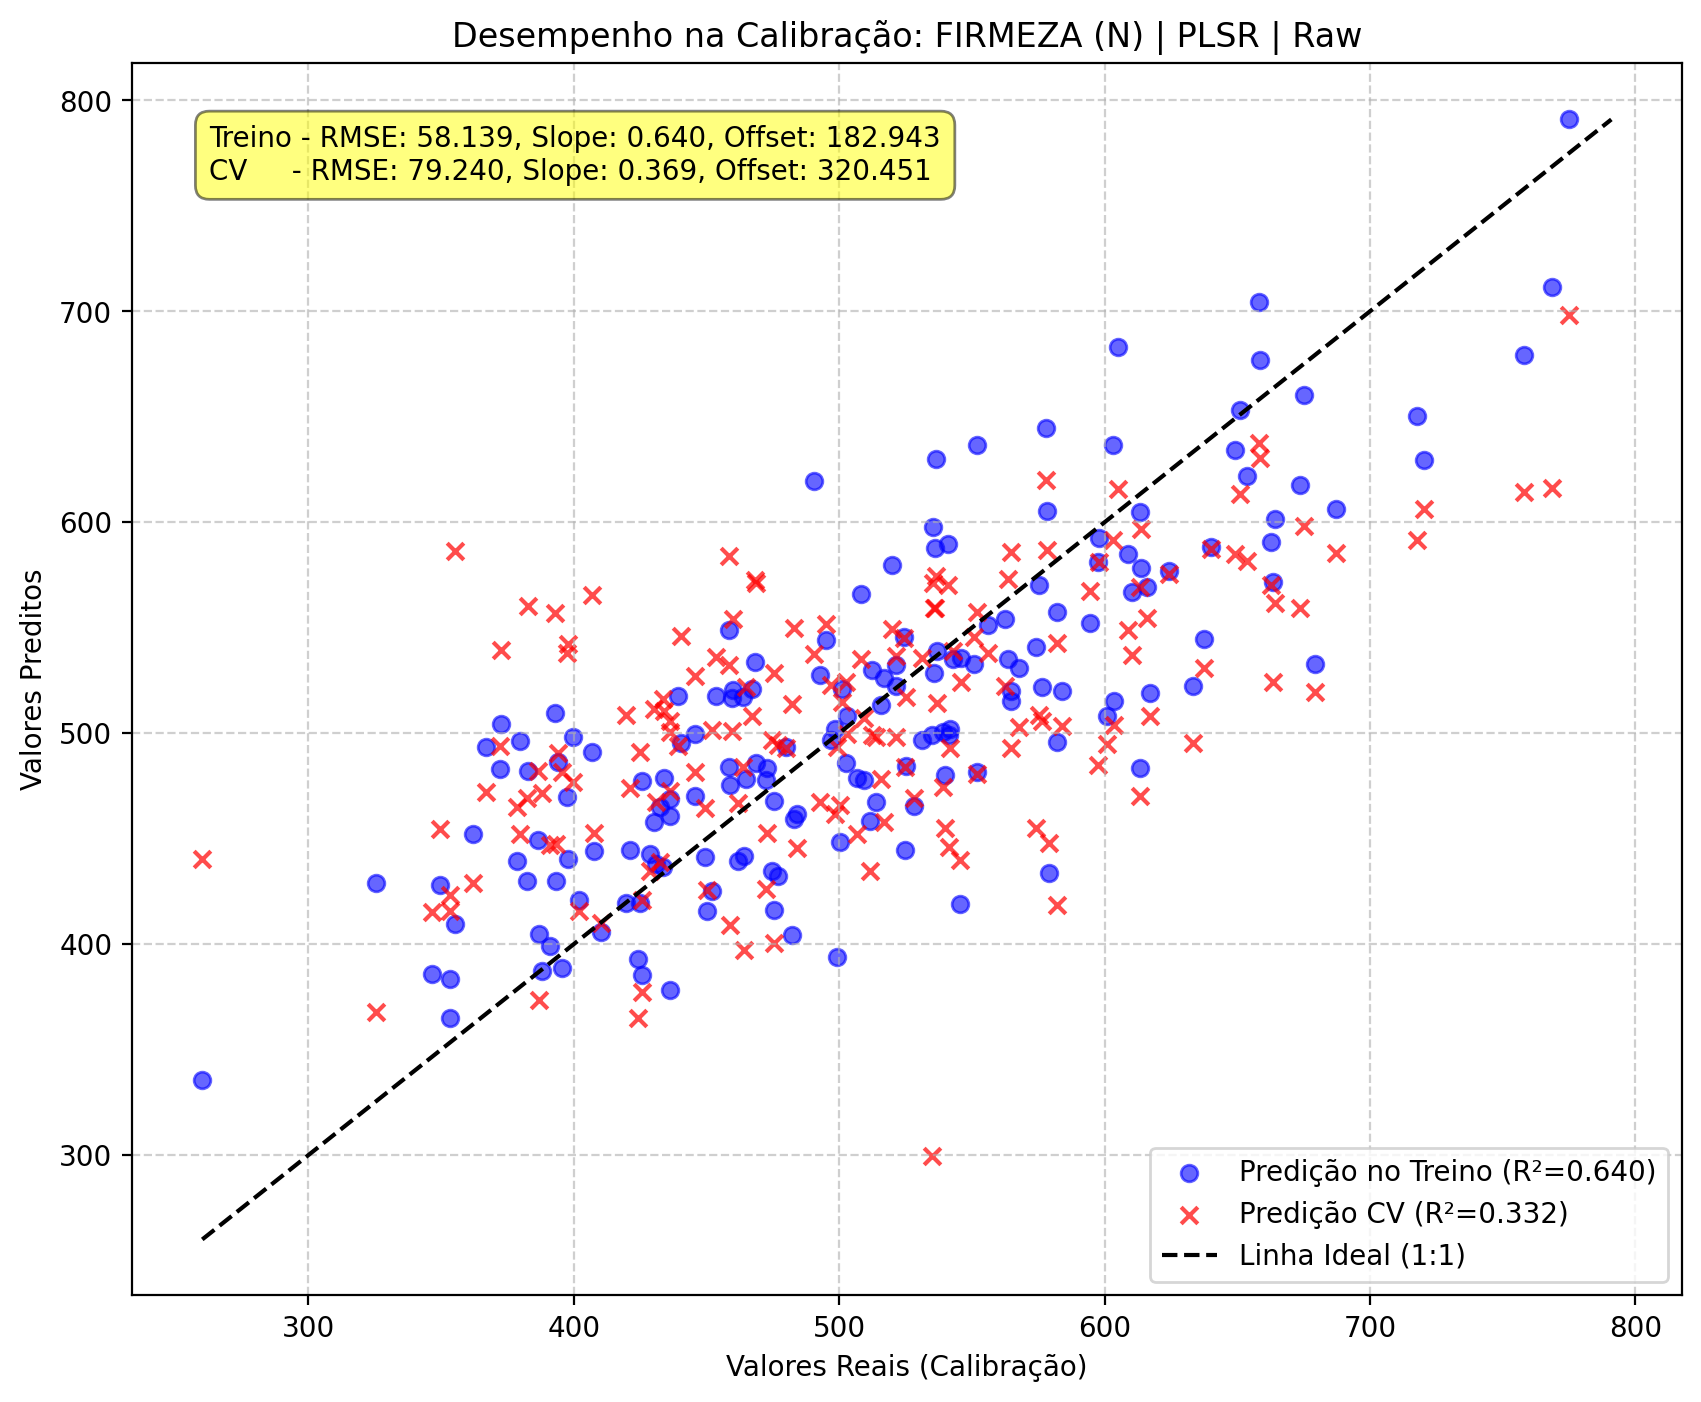 Desempenho na Calibração: FIRMEZA (N) | PLSR | Raw
Treino - RMSE: 58.139, Slope: 0.640, Offset: 182.943
CV - RMSE: 79.240, Slope: 0.369, Offset: 320.451
Valores Preditos
800
700
600
500
400
300
Predição no Treino (R²=0.640)
Predição CV (R²=0.332)
Linha Ideal (1:1)
300 400 500 600 700 800
Valores Reais (Calibração)